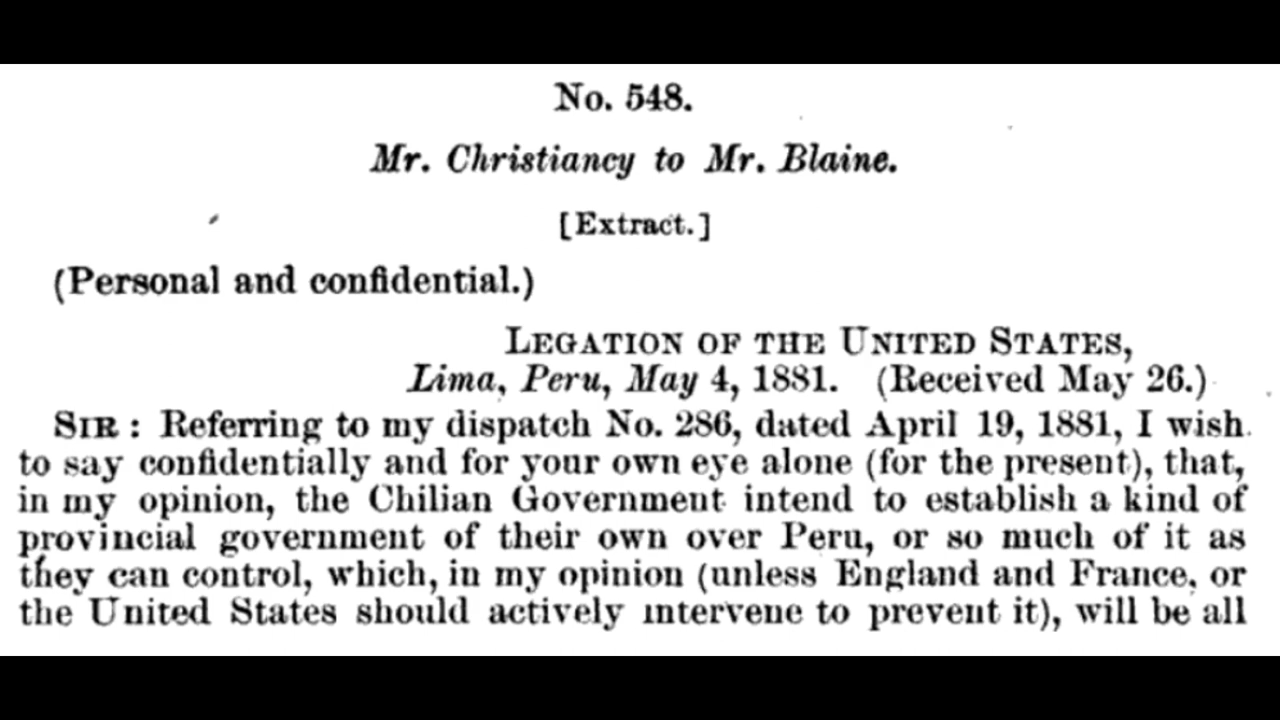 No. 548.
Mr. Christiancy to Mr. Blaine.
[Extract.]
(Personal and confidential.)
LEGATION OF THE UNITED STATES,
Lima, Peru, May 4, 1881. (Received May 26.)
SIR: Referring to my dispatch No. 286, dated April 19, 1881, I wish
to say confidentially and for your own eye alone (for the present), that,
in my opinion, the Chilian Government intend to establish a kind of
provincial government of their own over Peru, or so much of it as
they can control, which, in my opinion (unless England and France, or
the United States should actively intervene to prevent it), will be all